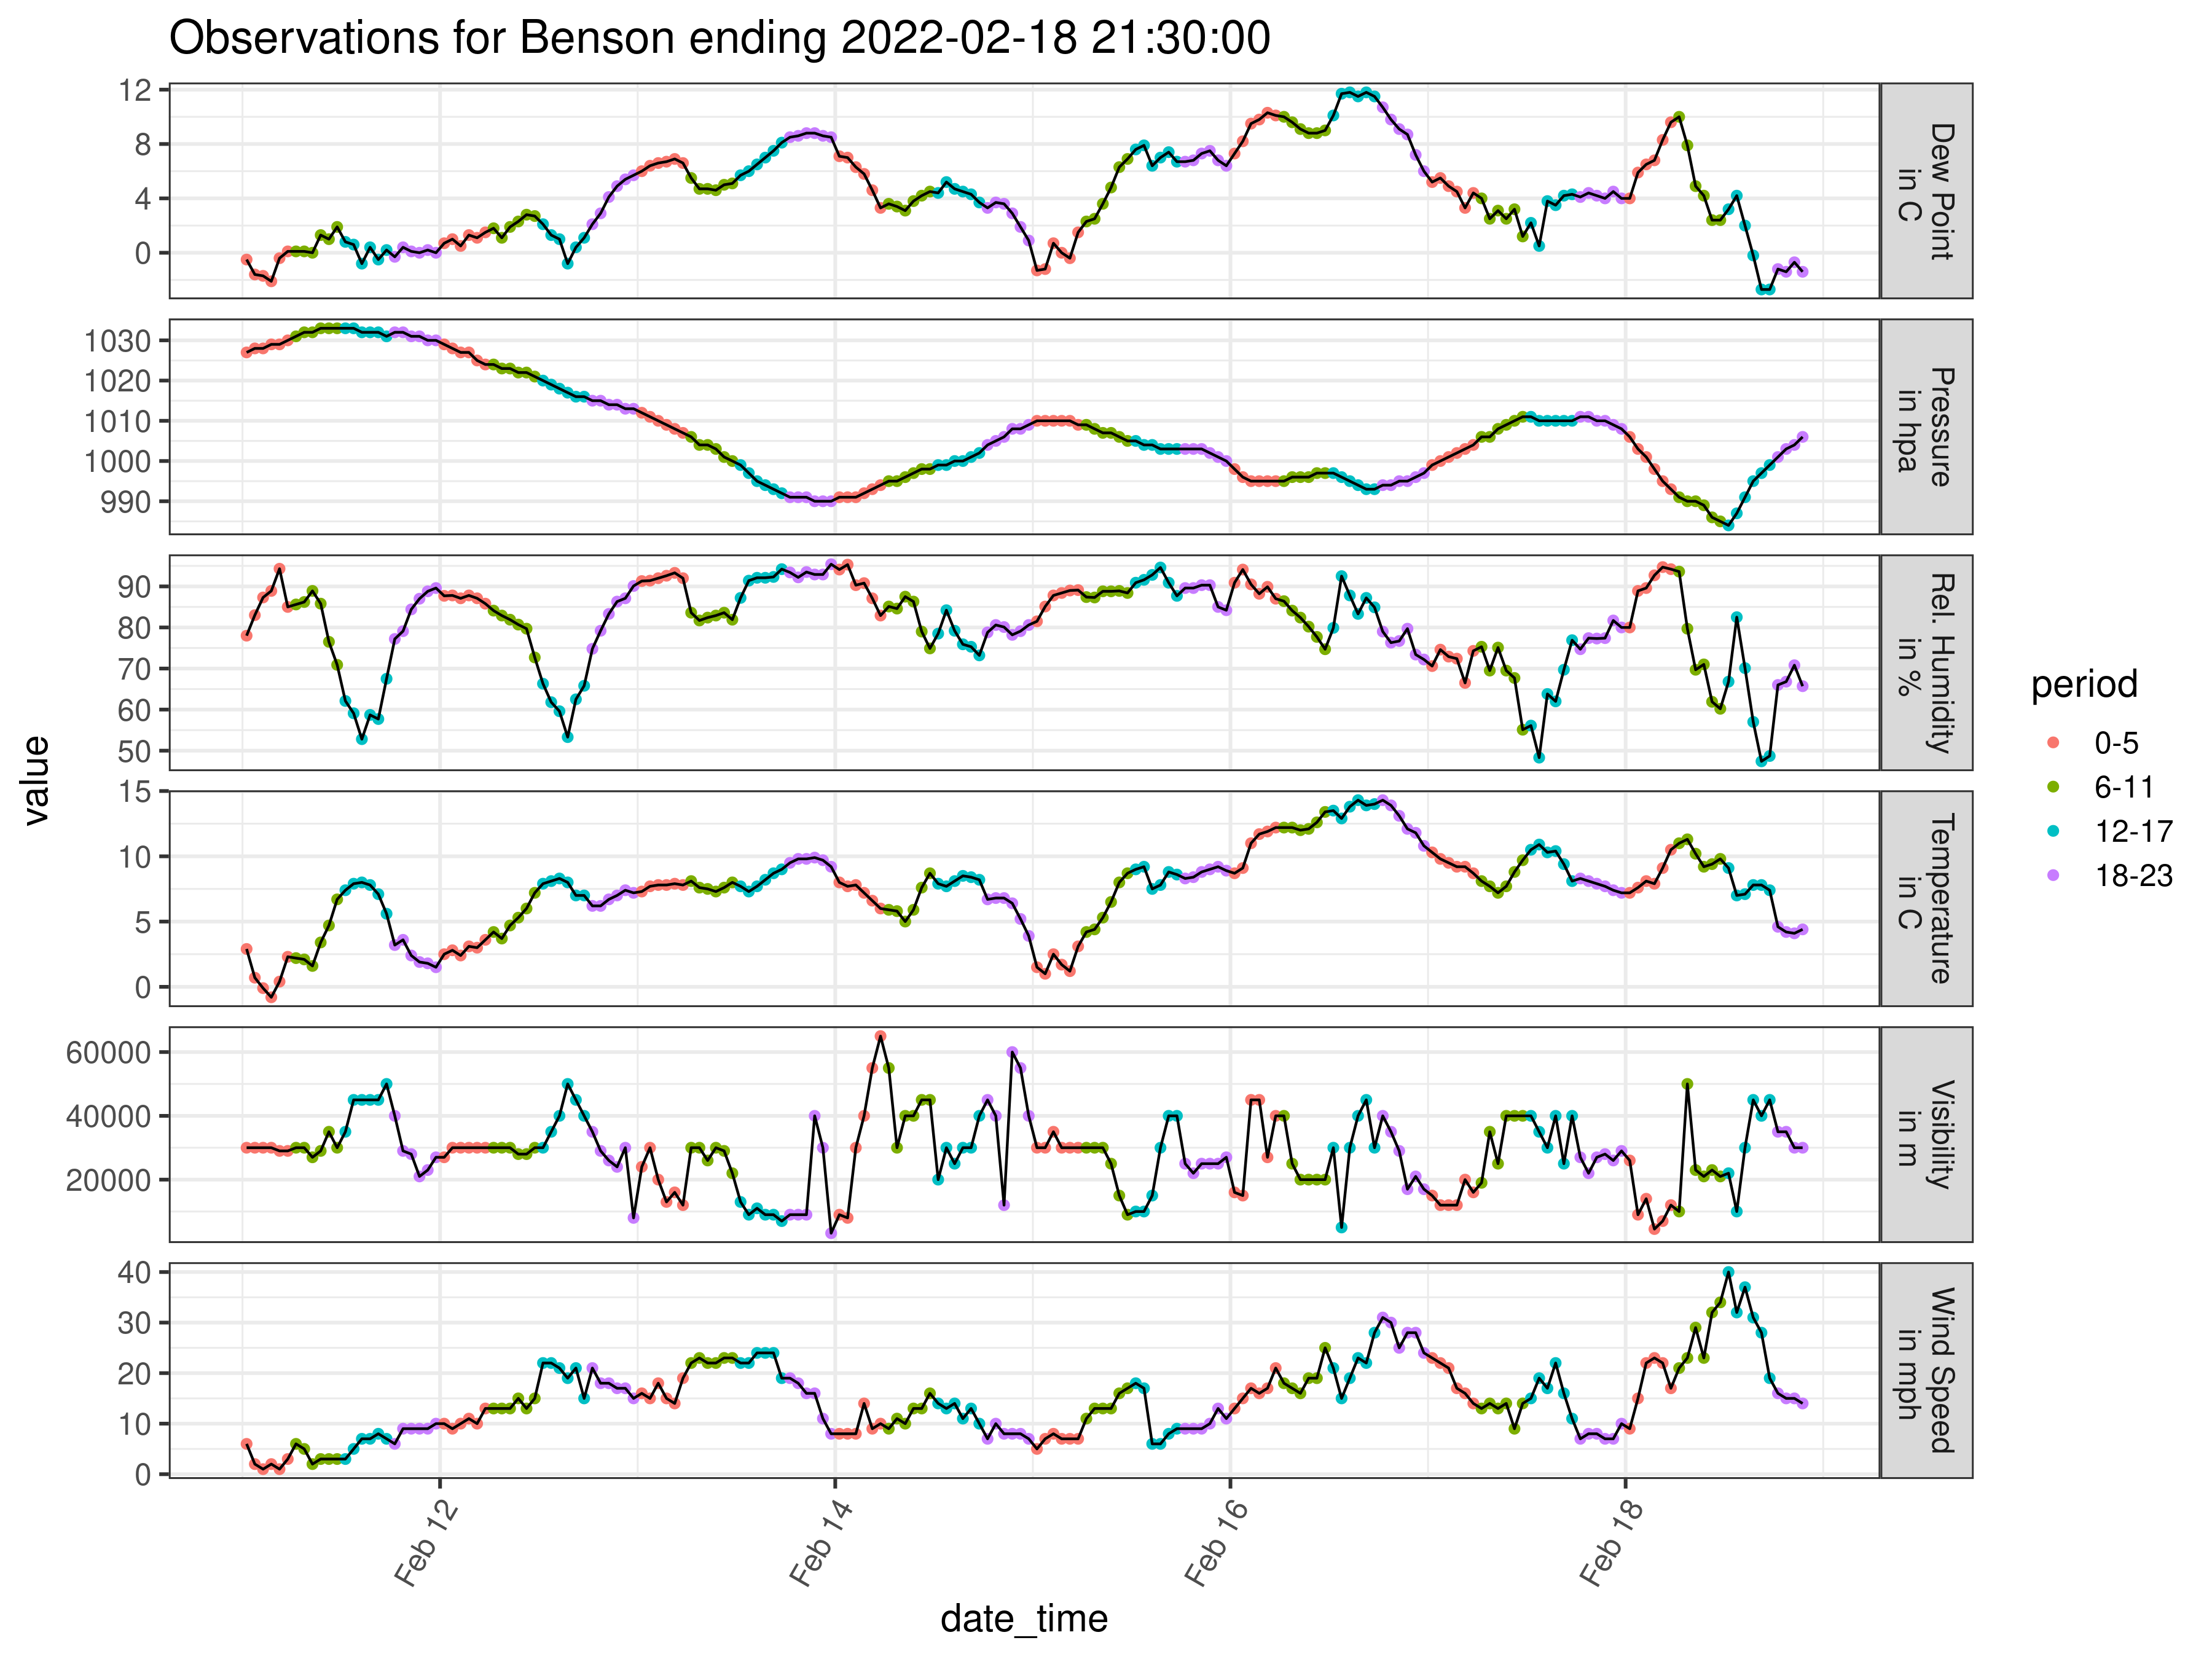 Observations for Benson ending 2022-02-18 21:30:00
value
12
8
4
0
Dew Point
in C
1030
1020
1010
1000
990
Pressure
in hpa
90
80
70
60
50
Rel. Humidity
in %
15
10
5
0
Temperature
in C
60000
40000
20000
Visibility
in m
40
30
20
10
0
Wind Speed
in mph
Feb 12
Feb 14
Feb 16
Feb 18
date_time
period
0-5
6-11
12-17
18-23